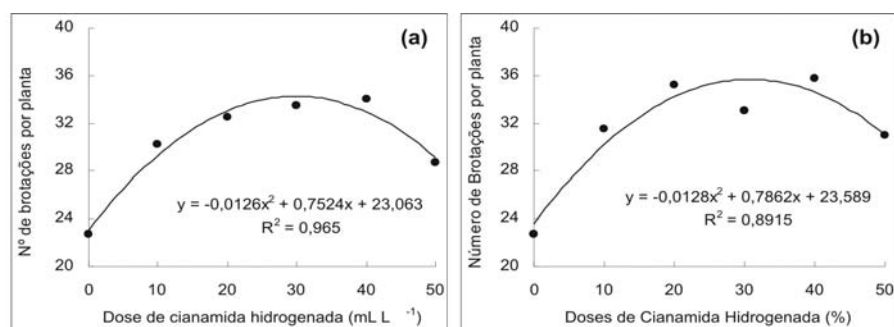 (a)
Nº de brotações por planta
40
36
32
28
24
20
y = -0,0126x² + 0,7524x + 23,063
R² = 0,965
0 10 20 30 40 50
Dose de cianamida hidrogenada (mL L ⁻¹)
(b)
Número de Brotações por planta
40
36
32
28
24
20
y = -0,0128x² + 0,7862x + 23,589
R² = 0,8915
0 10 20 30 40 50
Doses de Cianamida Hidrogenada (%)